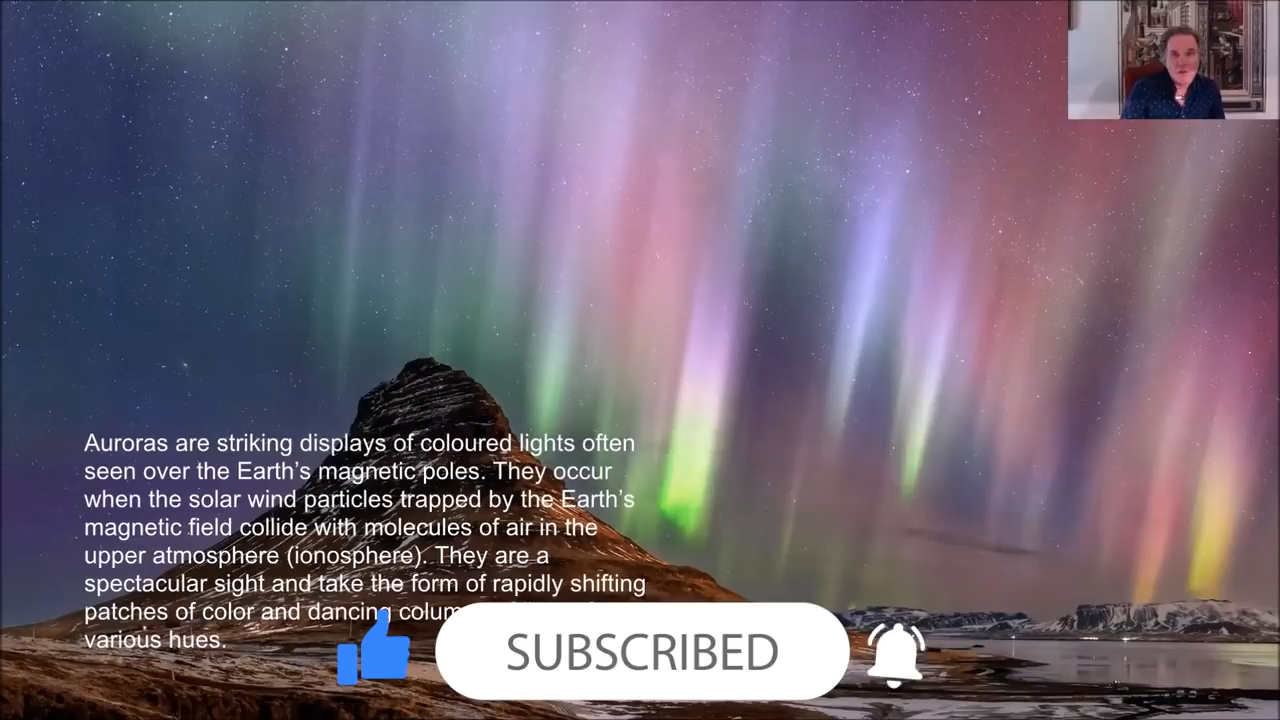 Auroras are striking displays of coloured lights often
seen over the Earth’s magnetic poles. They occur
when the solar wind particles trapped by the Earth’s
magnetic field collide with molecules of air in the
upper atmosphere (ionosphere). They are a
spectacular sight and take the form of rapidly shifting
patches of color and dancing
various hues.
SUBSCRIBED